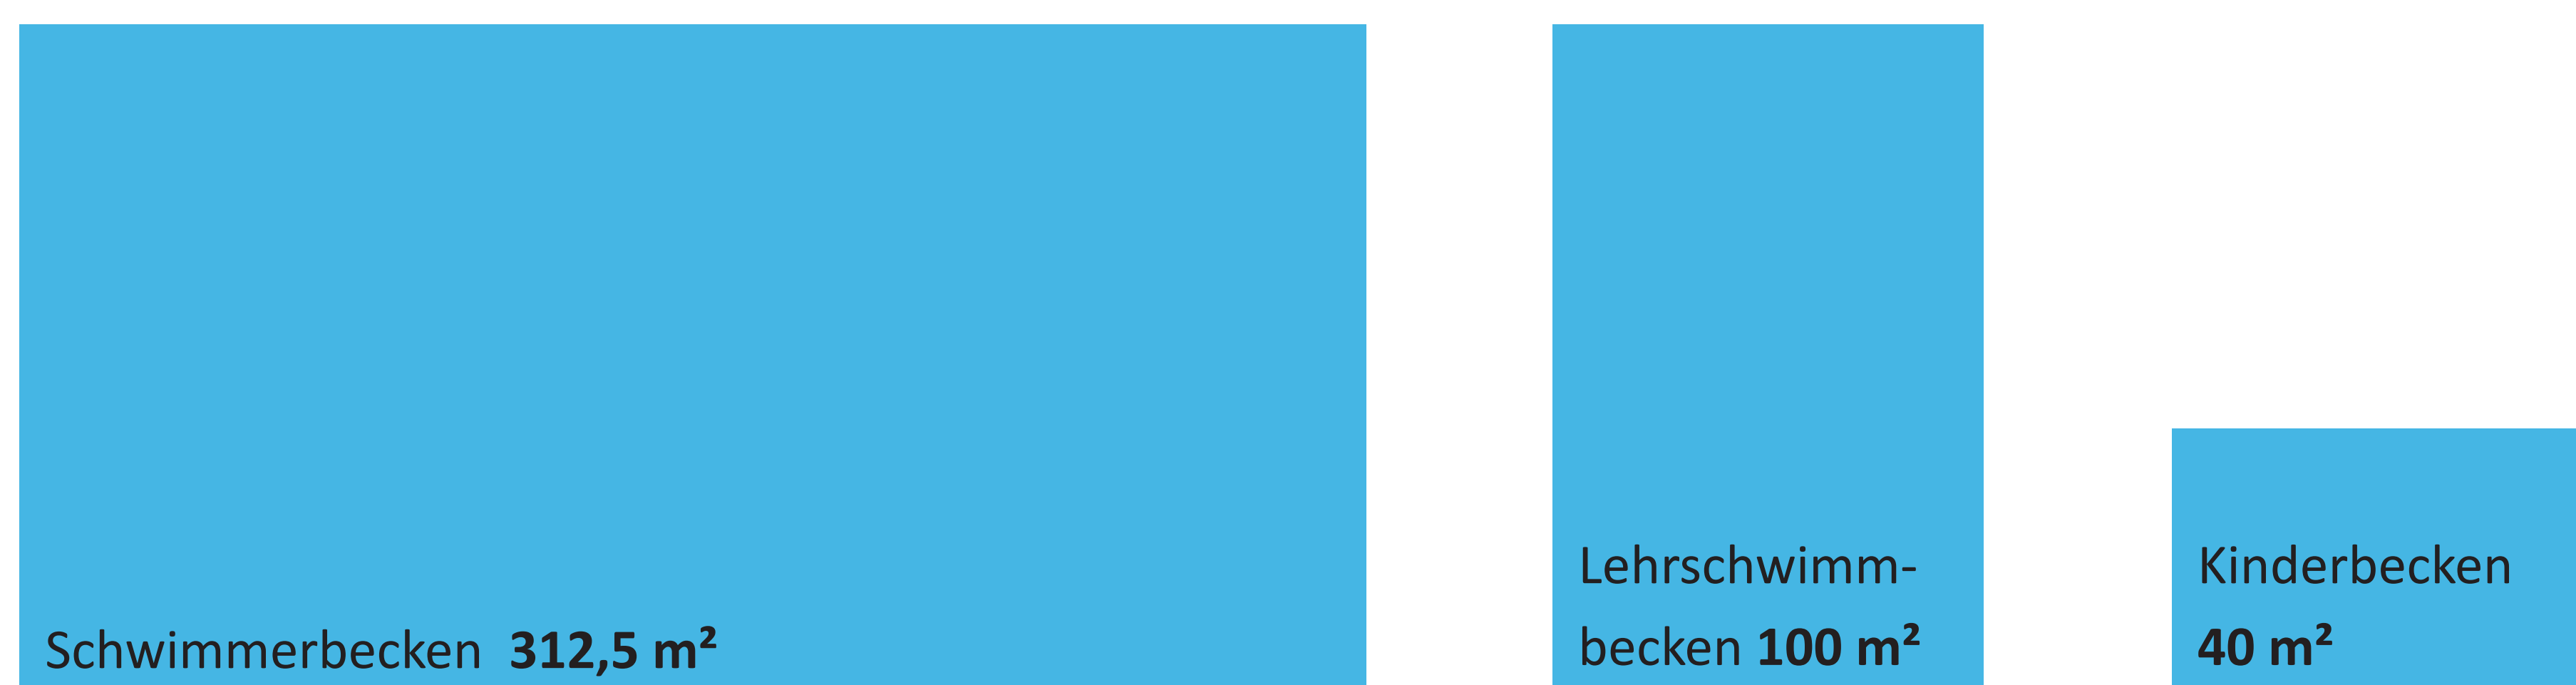 Schwimmerbecken 312,5 m²
Lehrschwimm-
becken 100 m²
Kinderbecken
40 m²